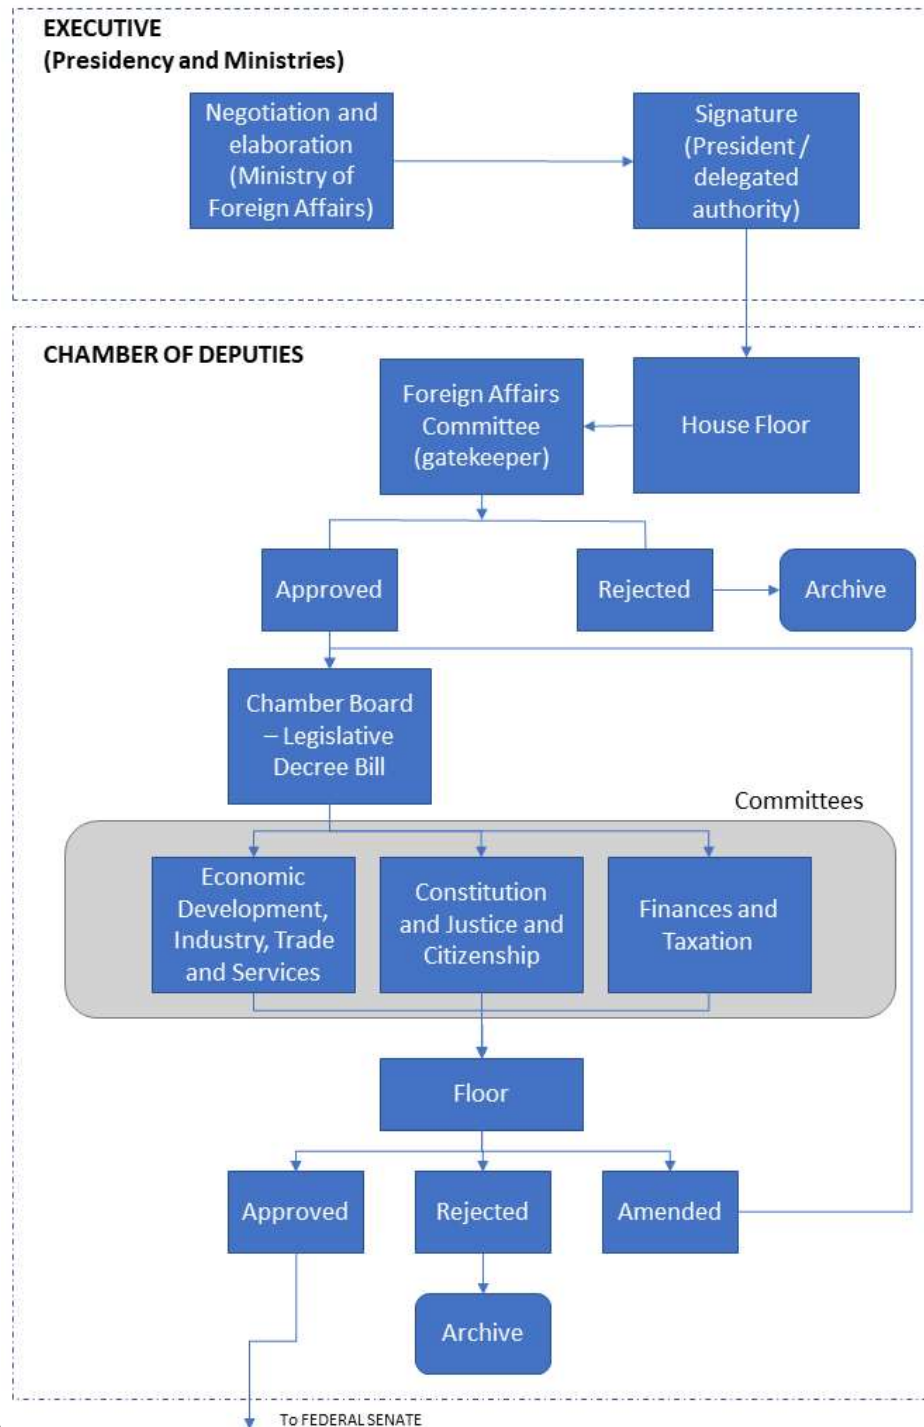 EXECUTIVE
(Presidency and Ministries)
Negotiation and
elaboration
(Ministry of
Foreign Affairs)
Signature
(President /
delegated
authority)
CHAMBER OF DEPUTIES
Foreign Affairs
Committee
(gatekeeper)
House Floor
Approved
Rejected
Archive
Chamber Board
– Legislative
Decree Bill
Committees
Economic
Development,
Industry, Trade
and Services
Constitution
and Justice and
Citizenship
Finances and
Taxation
Floor
Approved
Rejected
Amended
Archive
To FEDERAL SENATE